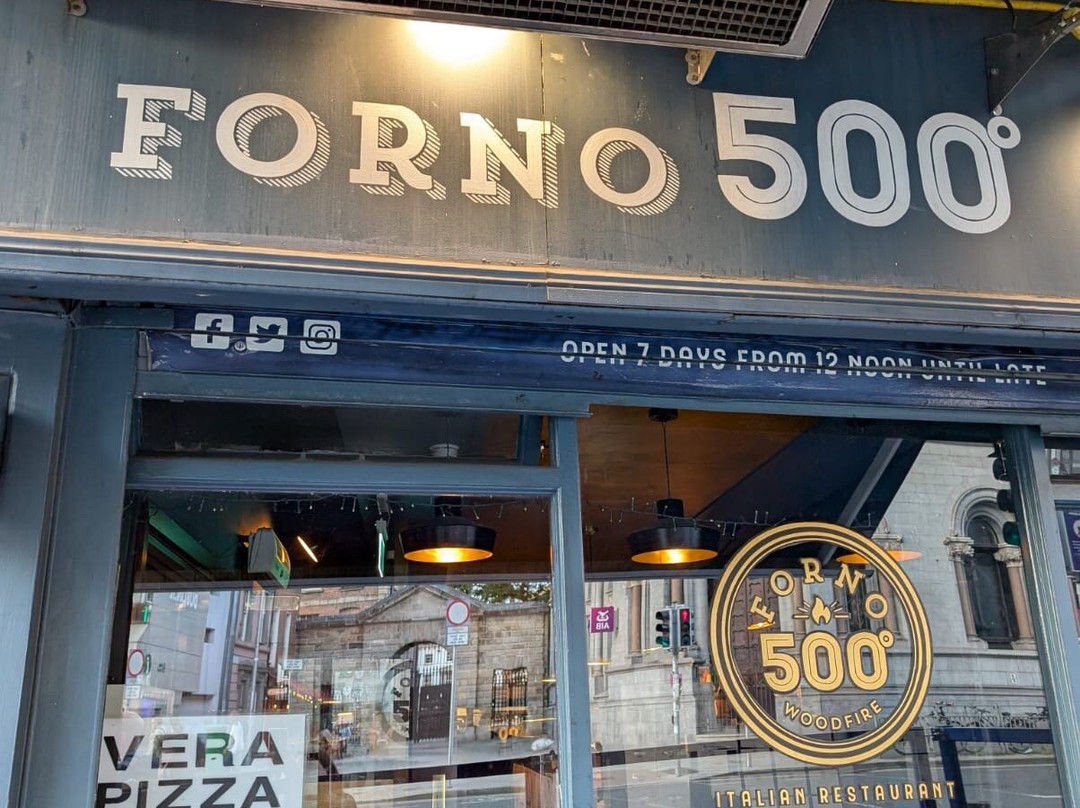 FORNO 500°
OPEN 7 DAYS FROM 12 NOON UNTIL LATE
FORNO
500°
WOODFIRE
ITALIAN RESTAURANT
VERA
PIZZA